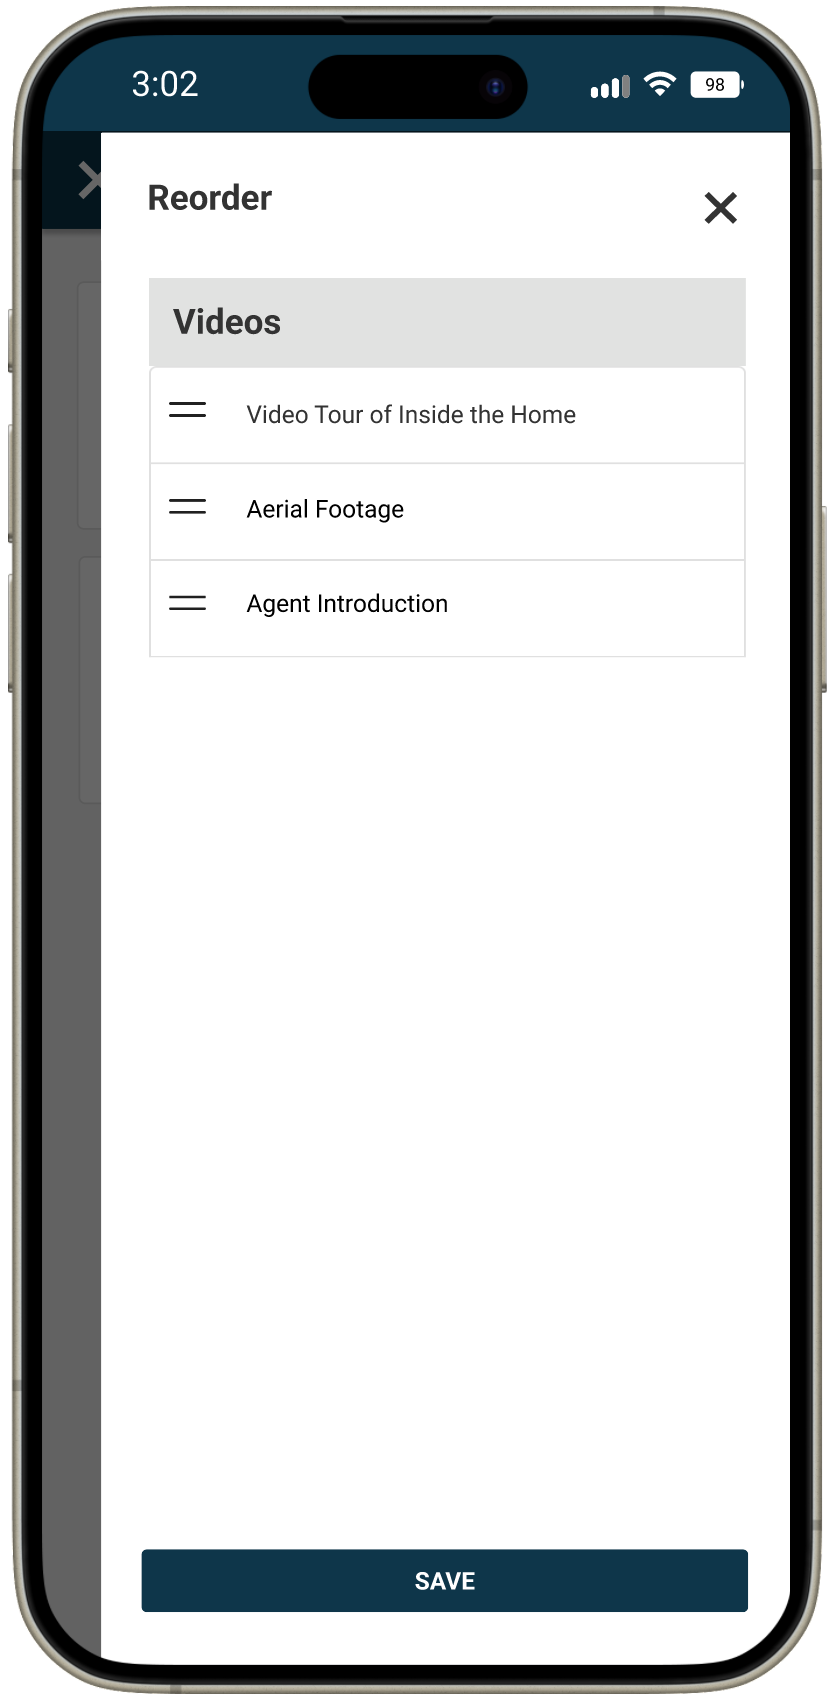 3:02
98
Reorder
Videos
Video Tour of Inside the Home
Aerial Footage
Agent Introduction
SAVE